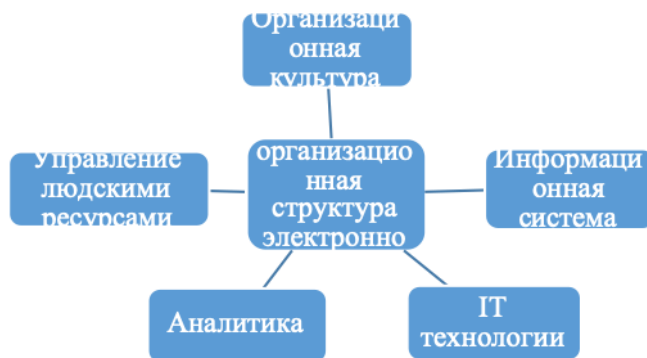 Организаци
онная
культура
Управление
людскими
ресурсами
организацио
нная
структура
электронно
Информаци
онная
система
Аналитика
IT
технологии